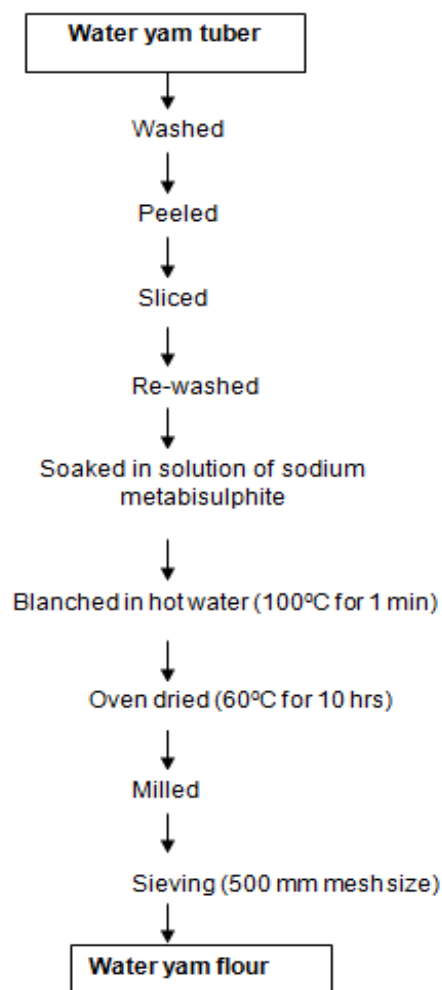 Water yam tuber
Washed
Peeled
Sliced
Re-washed
Soaked in solution of sodium
metabisulphite
Blanched in hot water (100ºC for 1 min)
Oven dried (60ºC for 10 hrs)
Milled
Sieving (500 mm mesh size)
Water yam flour